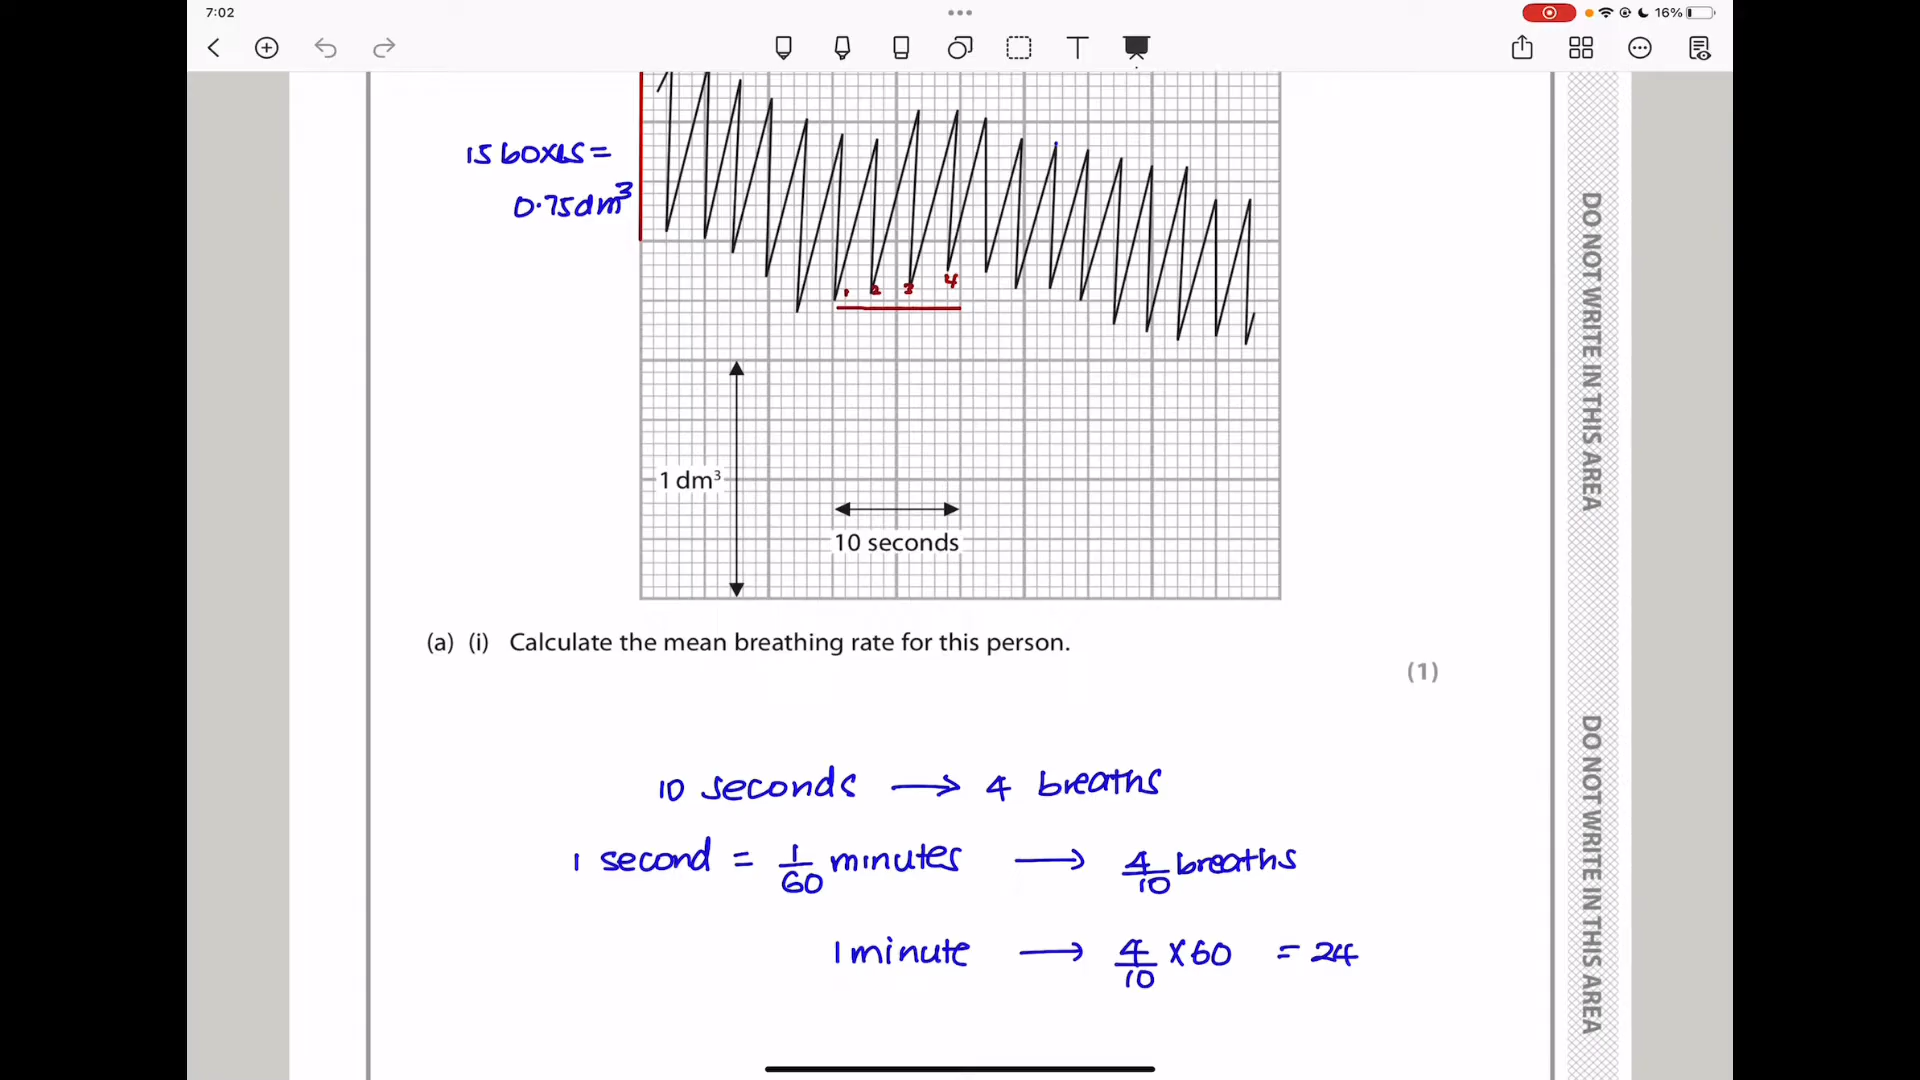 7:02
16%
15 60XLS =
0.75dm³
1 2 3 4
1 dm³
10 seconds
DO NOT WRITE IN THIS AREA
(a) (i) Calculate the mean breathing rate for this person.
(1)
10 seconds → 4 breaths
1 second = 1/60 minutes → 4/10 breaths
1 minute → 4/10 × 60 = 24
DO NOT WRITE IN THIS AREA